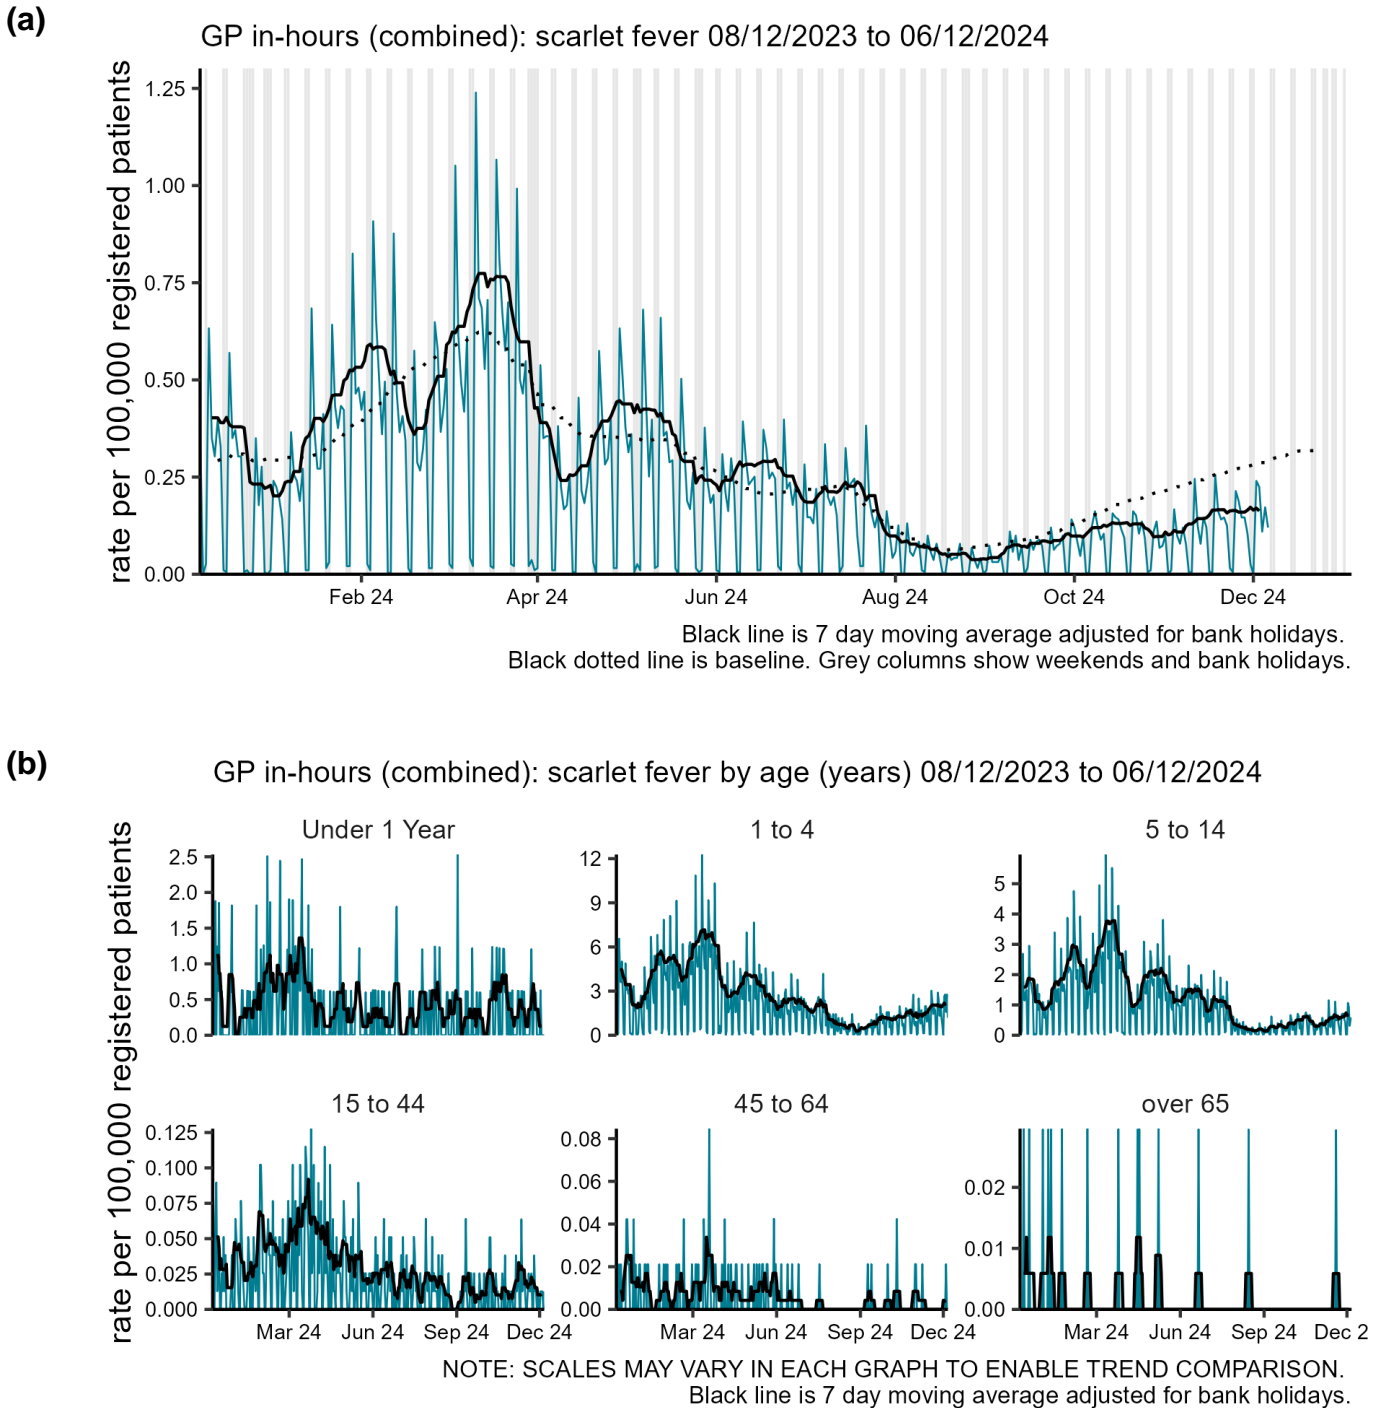 (a)
GP in-hours (combined): scarlet fever 08/12/2023 to 06/12/2024
rate per 100,000 registered patients
1.25
1.00
0.75
0.50
0.25
0.00
Feb 24 Apr 24 Jun 24 Aug 24 Oct 24 Dec 24
Black line is 7 day moving average adjusted for bank holidays.
Black dotted line is baseline. Grey columns show weekends and bank holidays.
(b)
GP in-hours (combined): scarlet fever by age (years) 08/12/2023 to 06/12/2024
rate per 100,000 registered patients
Under 1 Year
2.5
2.0
1.5
1.0
0.5
0.0
1 to 4
12
9
6
3
0
5 to 14
5
4
3
2
1
0
15 to 44
0.125
0.100
0.075
0.050
0.025
0.000
Mar 24 Jun 24 Sep 24 Dec 24
45 to 64
0.08
0.06
0.04
0.02
0.00
Mar 24 Jun 24 Sep 24 Dec 24
over 65
0.02
0.01
0.00
Mar 24 Jun 24 Sep 24 Dec 2
NOTE: SCALES MAY VARY IN EACH GRAPH TO ENABLE TREND COMPARISON.
Black line is 7 day moving average adjusted for bank holidays.